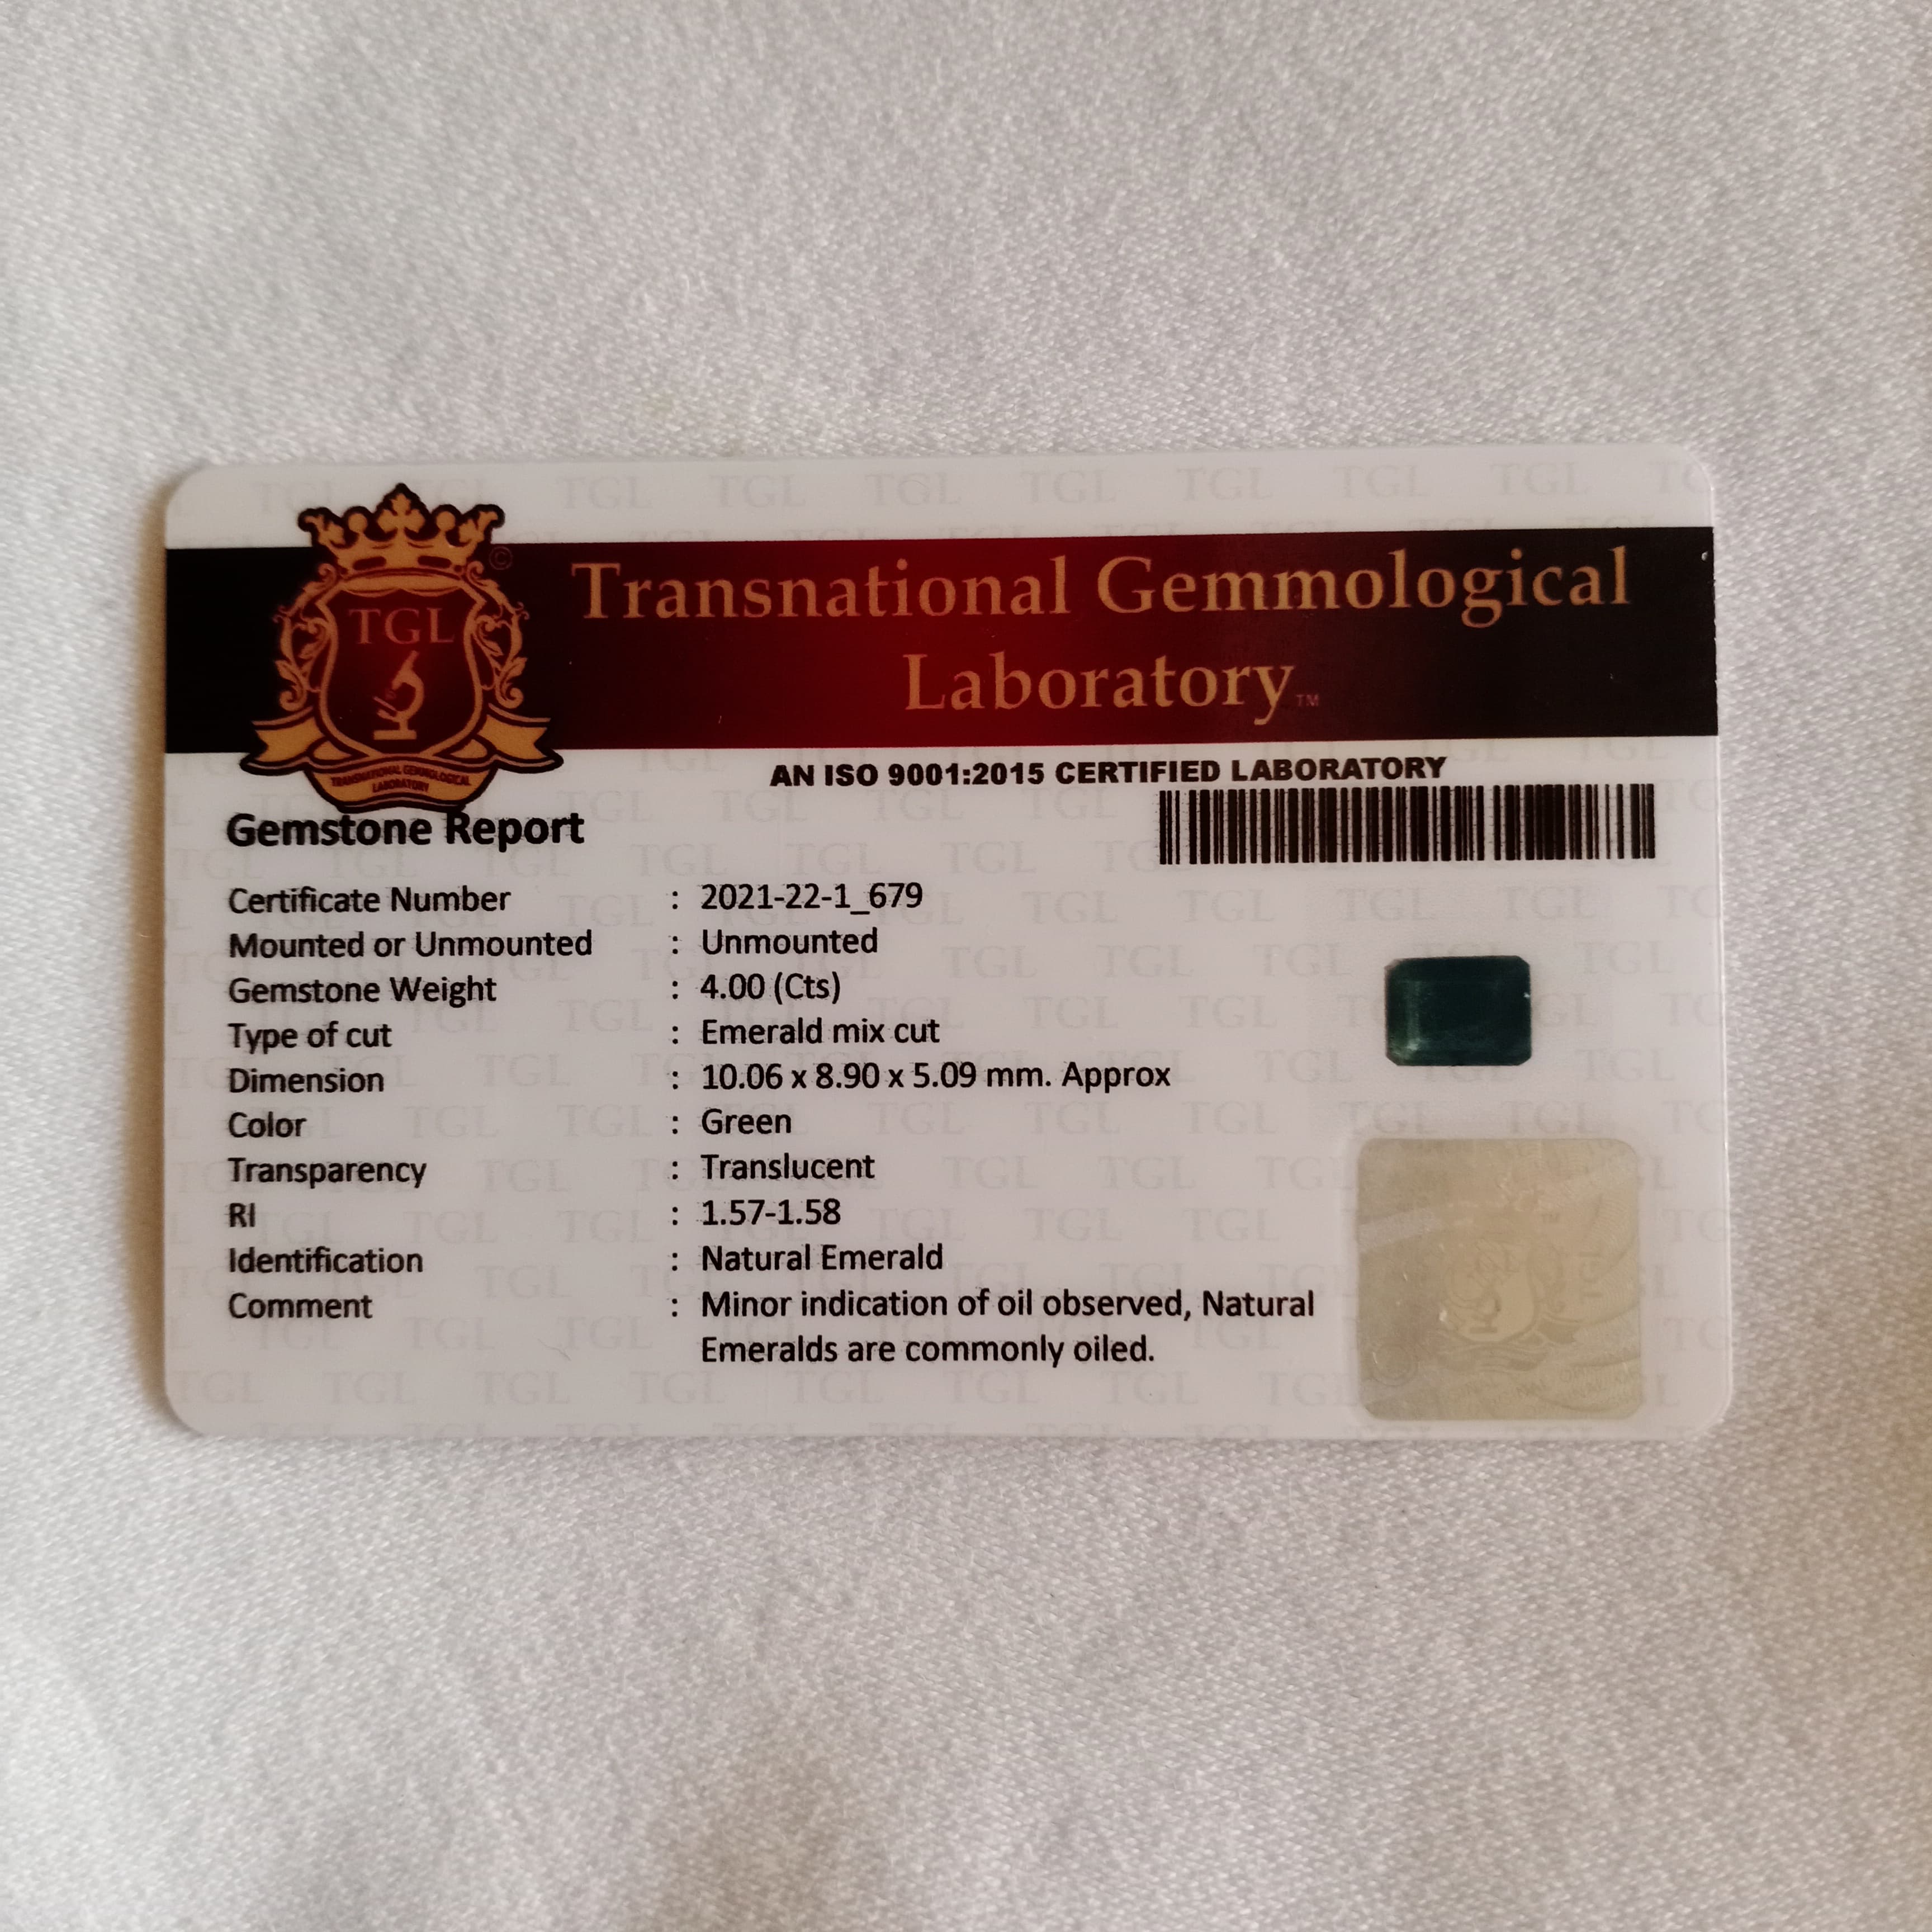 TGL
TRANSNATIONAL GEMMOLOGICAL
LABORATORY
©
Transnational Gemmological
Laboratory™
AN ISO 9001:2015 CERTIFIED LABORATORY
Gemstone Report
Certificate Number : 2021-22-1_679
Mounted or Unmounted : Unmounted
Gemstone Weight : 4.00 (Cts)
Type of cut : Emerald mix cut
Dimension : 10.06 x 8.90 x 5.09 mm. Approx
Color : Green
Transparency : Translucent
RI : 1.57-1.58
Identification : Natural Emerald
Comment : Minor indication of oil observed, Natural
Emeralds are commonly oiled.